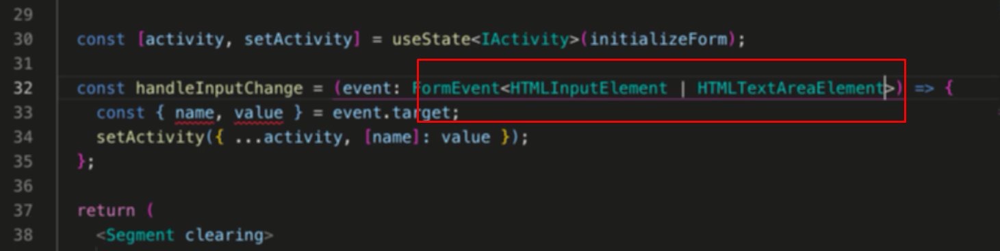 29
30 const [activity, setActivity] = useState<IActivity>(initializeForm);
31
32 const handleInputChange = (event: FormEvent<HTMLInputElement | HTMLTextAreaElement>) => {
33 const { name, value } = event.target;
34 setActivity({ ...activity, [name]: value });
35 };
36
37 return (
38 <Segment clearing>